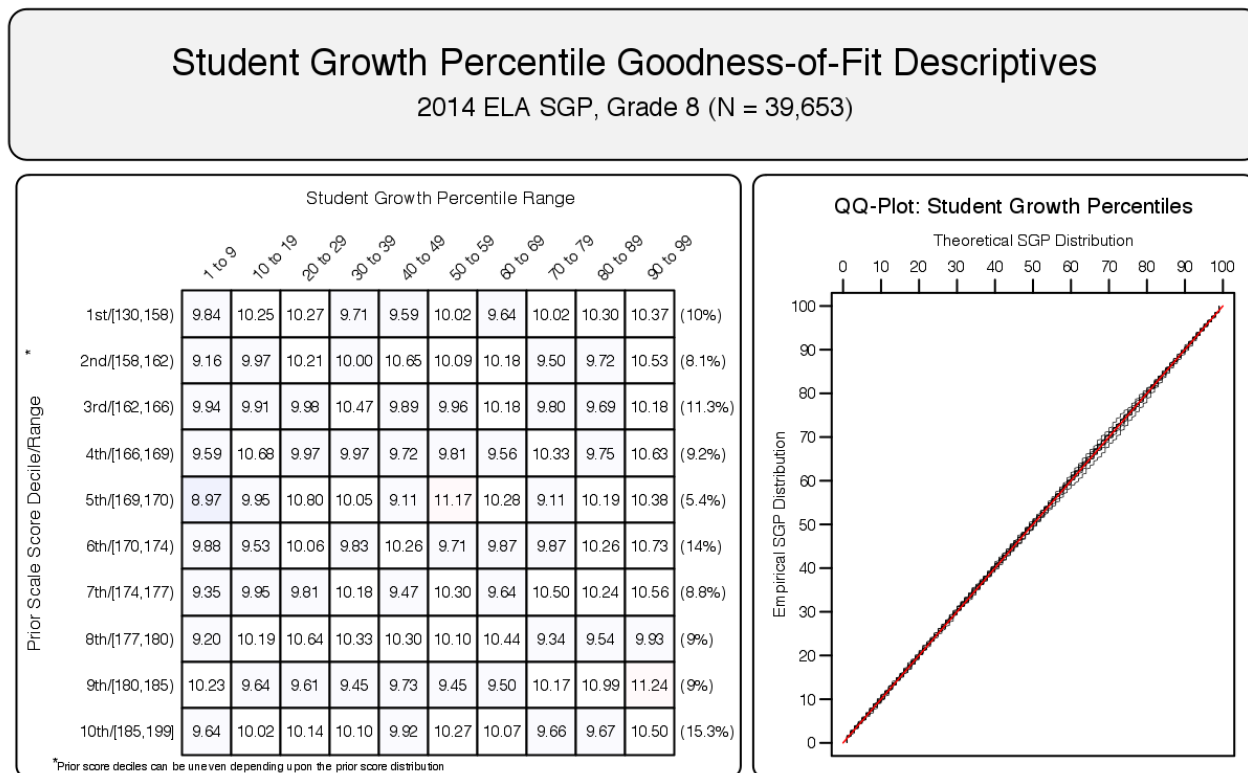 Student Growth Percentile Goodness-of-Fit Descriptives
2014 ELA SGP, Grade 8 (N = 39,653)
Student Growth Percentile Range
1 to 9 10 to 19 20 to 29 30 to 39 40 to 49 50 to 59 60 to 69 70 to 79 80 to 89 90 to 99
Prior Scale Score Decile/Range *
1st/[130,158) 9.84 10.25 10.27 9.71 9.59 10.02 9.64 10.02 10.30 10.37 (10%)
2nd/[158,162) 9.16 9.97 10.21 10.00 10.65 10.09 10.18 9.50 9.72 10.53 (8.1%)
3rd/[162,166) 9.94 9.91 9.98 10.47 9.89 9.96 10.18 9.80 9.69 10.18 (11.3%)
4th/[166,169) 9.59 10.68 9.97 9.97 9.72 9.81 9.56 10.33 9.75 10.63 (9.2%)
5th/[169,170) 8.97 9.95 10.80 10.05 9.11 11.17 10.28 9.11 10.19 10.38 (5.4%)
6th/[170,174) 9.88 9.53 10.06 9.83 10.26 9.71 9.87 9.87 10.26 10.73 (14%)
7th/[174,177) 9.35 9.95 9.81 10.18 9.47 10.30 9.64 10.50 10.24 10.56 (8.8%)
8th/[177,180) 9.20 10.19 10.64 10.33 10.30 10.10 10.44 9.34 9.54 9.93 (9%)
9th/[180,185) 10.23 9.64 9.61 9.45 9.73 9.45 9.50 10.17 10.99 11.24 (9%)
10th/[185,199] 9.64 10.02 10.14 10.10 9.92 10.27 10.07 9.66 9.67 10.50 (15.3%)
*Prior score deciles can be uneven depending upon the prior score distribution
QQ-Plot: Student Growth Percentiles
Theoretical SGP Distribution
0 10 20 30 40 50 60 70 80 90 100
Empirical SGP Distribution
100
90
80
70
60
50
40
30
20
10
0